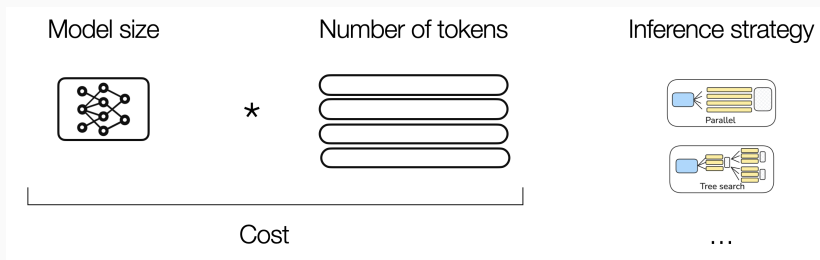 Model size
Number of tokens
Inference strategy
*
Parallel
Tree search
Cost
...